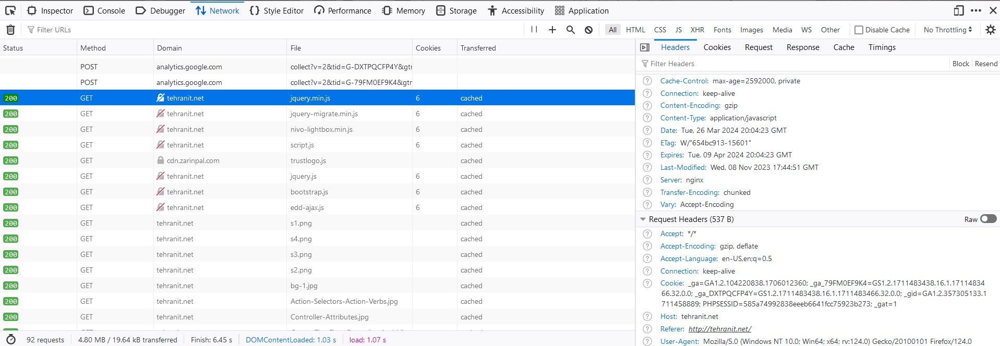 Inspector Console Debugger Network Style Editor Performance Memory Storage Accessibility Application
Filter URLs All HTML CSS JS XHR Fonts Images Media WS Other Disable Cache No Throttling
Status Method Domain File Cookies Transferred
POST analytics.google.com collect?v=2&tid=G-DXTPQCFP4Y&gtr
POST analytics.google.com collect?v=2&tid=G-79FM0EF9K4&gtr
200 GET tehranit.net jquery.min.js 6 cached
200 GET tehranit.net jquery-migrate.min.js 6 cached
200 GET tehranit.net nivo-lightbox.min.js 6 cached
200 GET tehranit.net script.js 6 cached
200 GET cdn.zarinpal.com trustlogo.js cached
200 GET tehranit.net jquery.js 6 cached
200 GET tehranit.net bootstrap.js 6 cached
200 GET tehranit.net edd-ajax.js 6 cached
200 GET tehranit.net s1.png cached
200 GET tehranit.net s4.png cached
200 GET tehranit.net s3.png cached
200 GET tehranit.net s2.png cached
200 GET tehranit.net bg-1.jpg cached
200 GET tehranit.net Action-Selectors-Action-Verbs.jpg cached
200 GET tehranit.net Controller-Attributes.jpg cached
92 requests 4.80 MB / 19.64 kB transferred Finish: 6.45 s DOMContentLoaded: 1.03 s load: 1.07 s
Headers Cookies Request Response Cache Timings
Filter Headers Block Resend
Cache-Control: max-age=2592000, private
Connection: keep-alive
Content-Encoding: gzip
Content-Type: application/javascript
Date: Tue, 26 Mar 2024 20:04:23 GMT
ETag: W/"654bc913-15601"
Expires: Tue, 09 Apr 2024 20:04:23 GMT
Last-Modified: Wed, 08 Nov 2023 17:44:51 GMT
Server: nginx
Transfer-Encoding: chunked
Vary: Accept-Encoding
Request Headers (537 B) Raw
Accept: */*
Accept-Encoding: gzip, deflate
Accept-Language: en-US,en;q=0.5
Connection: keep-alive
Cookie: _ga=GA1.2.104220838.1706012360; _ga_79FM0EF9K4=GS1.2.1711483438.16.1.17114834
66.32.0.0; _ga_DXTPQCFP4Y=GS1.2.1711483438.16.1.1711483466.32.0.0; _gid=GA1.2.357305133.1
711458889; PHPSESSID=585a74992838eeeb6641fcc75923b273; _gat=1
Host: tehranit.net
Referer: http://tehranit.net/
User-Agent: Mozilla/5.0 (Windows NT 10.0; Win64; x64; rv:124.0) Gecko/20100101 Firefox/124.0